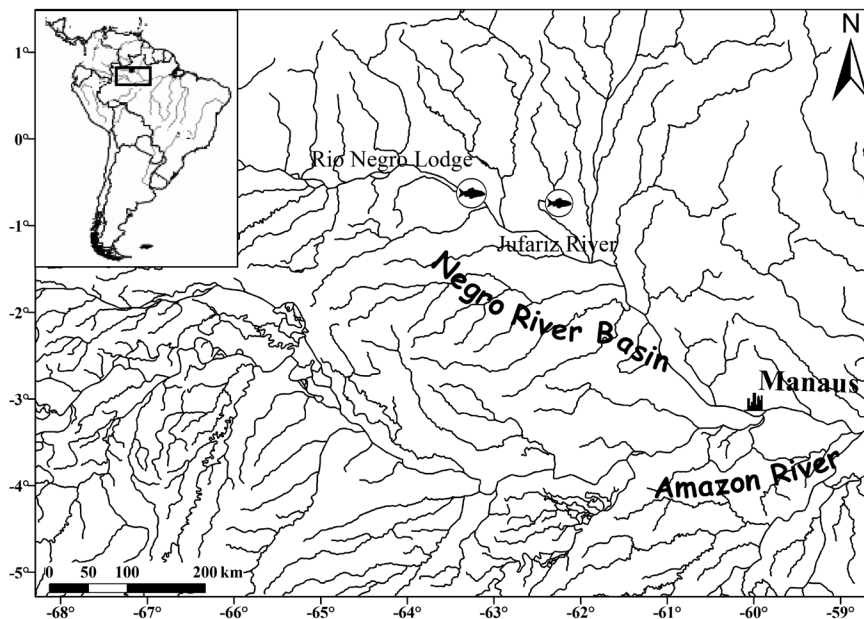 N
1°
0°
-1°
-2°
-3°
-4°
-5°
Rio Negro Lodge
Jufariz River
Negro River Basin
Manaus
Amazon River
0 50 100 200 km
-68° -67° -66° -65° -64° -63° -62° -61° -60° -59°